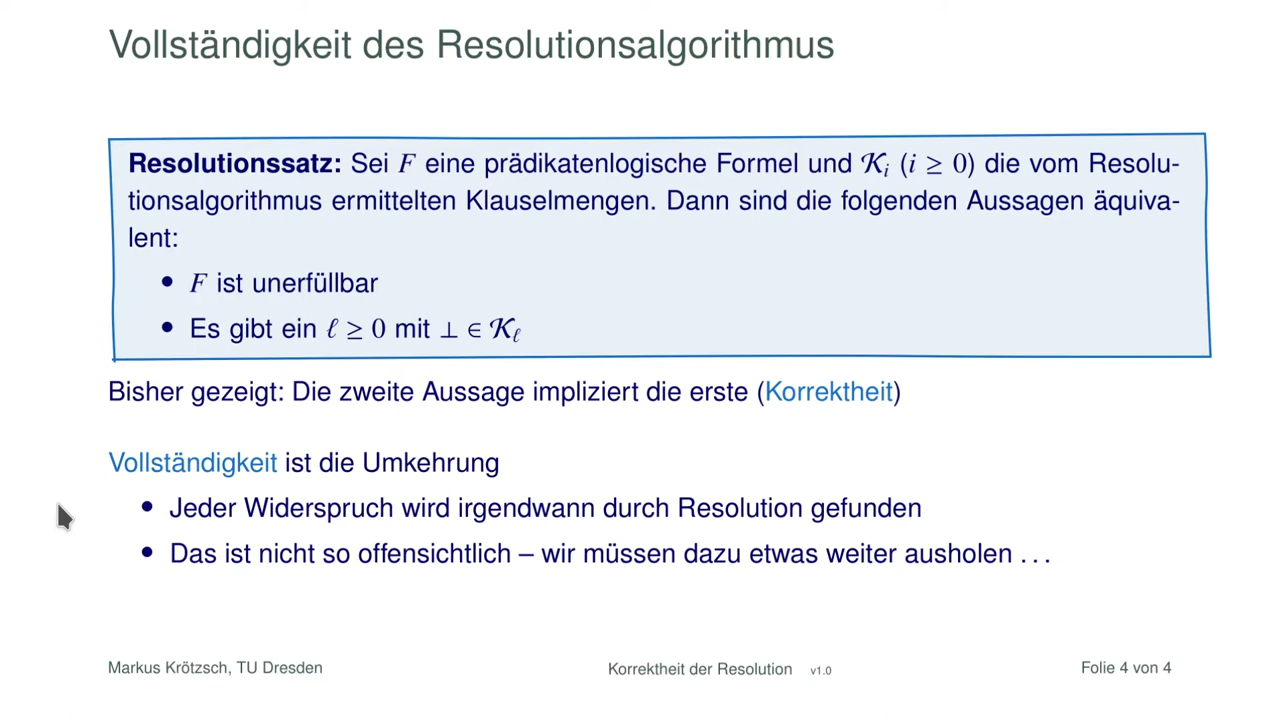 Vollständigkeit des Resolutionsalgorithmus
Resolutionssatz: Sei F eine prädikatenlogische Formel und 𝒦ᵢ (i ≥ 0) die vom Resolu-
tionsalgorithmus ermittelten Klauselmengen. Dann sind die folgenden Aussagen äquiva-
lent:
• F ist unerfüllbar
• Es gibt ein ℓ ≥ 0 mit ⊥ ∈ 𝒦_ℓ
Bisher gezeigt: Die zweite Aussage impliziert die erste (Korrektheit)
Vollständigkeit ist die Umkehrung
• Jeder Widerspruch wird irgendwann durch Resolution gefunden
• Das ist nicht so offensichtlich – wir müssen dazu etwas weiter ausholen . . .
Markus Krötzsch, TU Dresden Korrektheit der Resolution v1.0 Folie 4 von 4